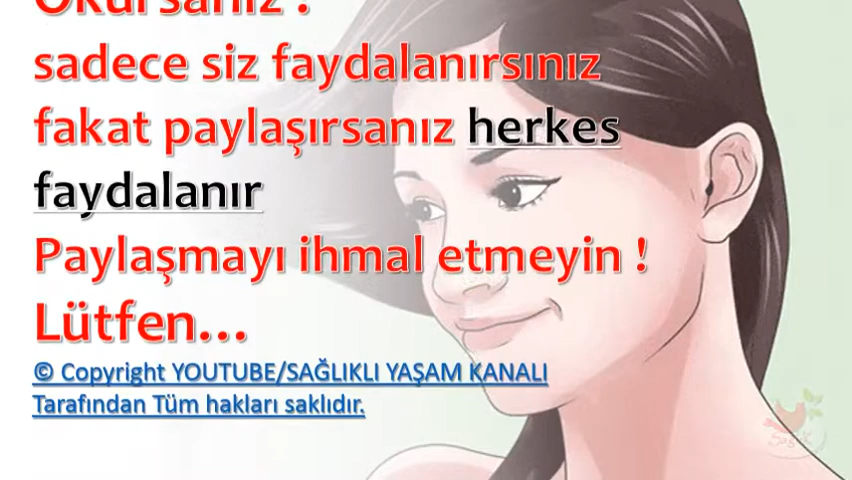 Okursanız :
sadece siz faydalanırsınız
fakat paylaşırsanız herkes
faydalanır
Paylaşmayı ihmal etmeyin !
Lütfen...
© Copyright YOUTUBE/SAĞLIKLI YAŞAM KANALI
Tarafından Tüm hakları saklıdır.